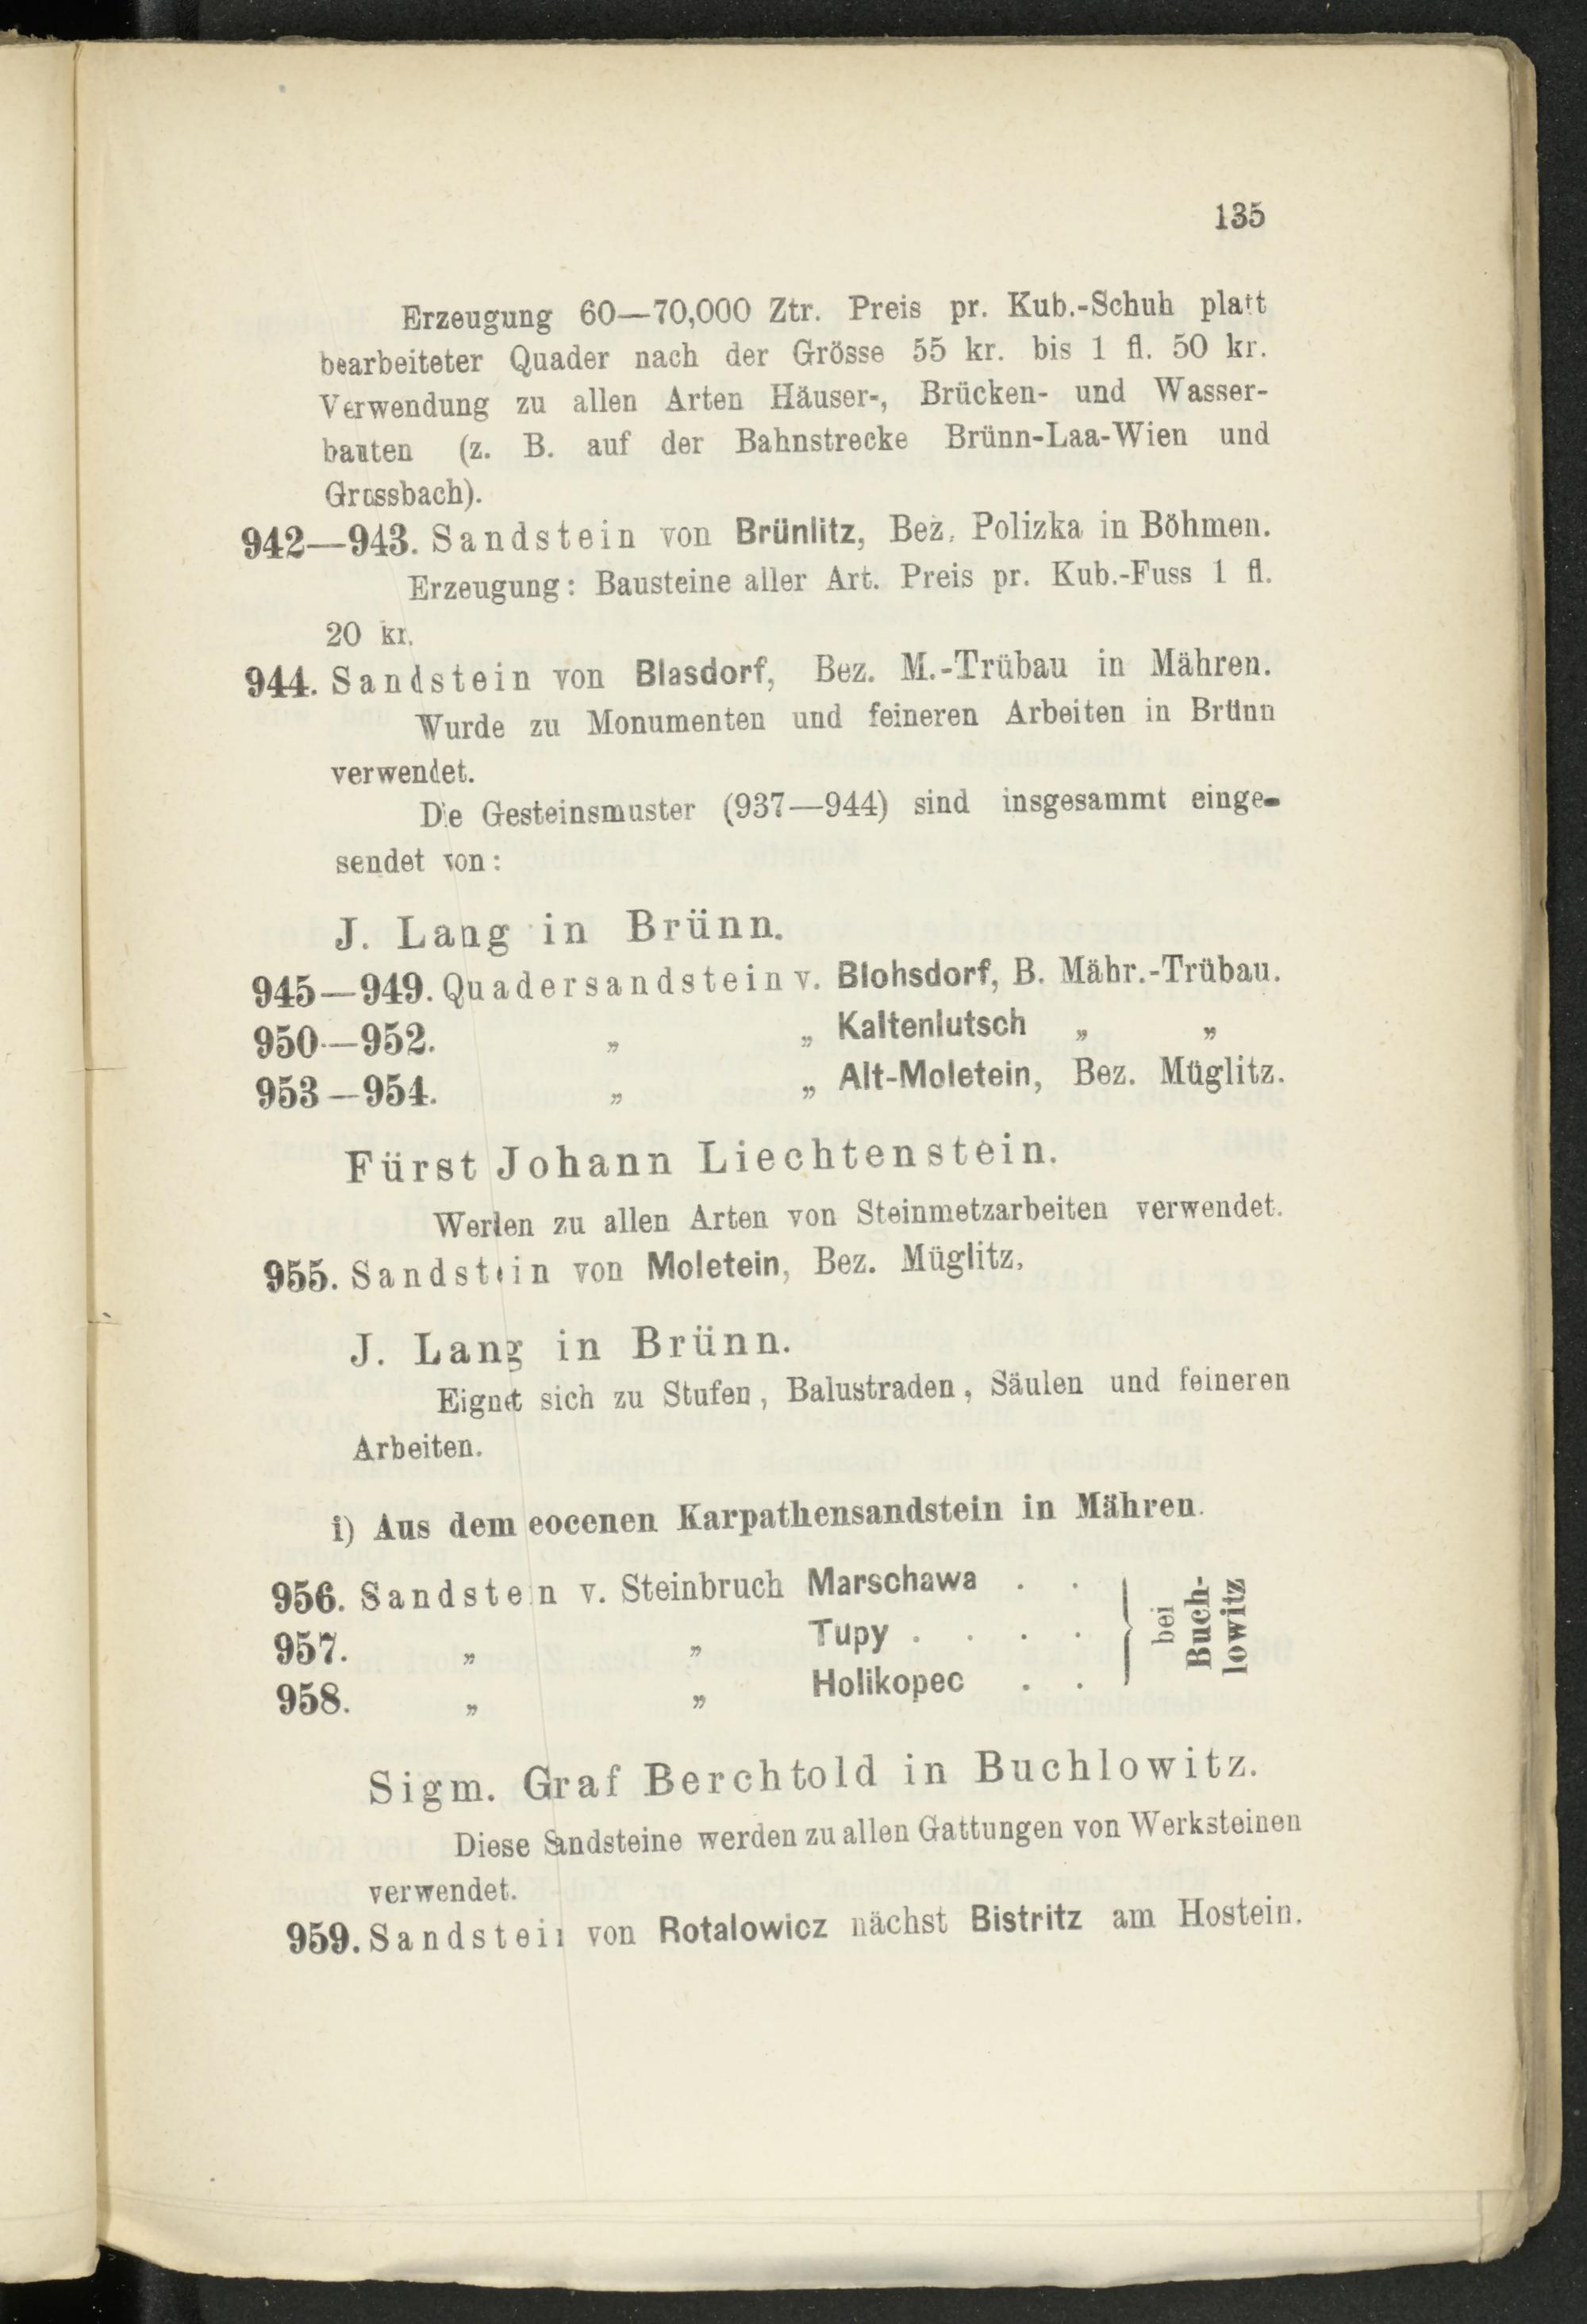 135
Erzeugung 60—70,000 Ztr. Preis pr. Kub.-Schuh platt
bearbeiteter Quader nach der Grösse 55 kr. bis 1 fl. 50 kr.
Verwendung zu allen Arten Häuser-, Brücken- und Wasser-
bauten (z. B. auf der Bahnstrecke Brünn-Laa-Wien und
Grussbach).
942—943. Sandstein von Brünlitz, Bez. Polizka in Böhmen.
Erzeugung: Bausteine aller Art. Preis pr. Kub.-Fuss 1 fl.
20 kr.
944. Sandstein von Blasdorf, Bez. M.-Trübau in Mähren.
Wurde zu Monumenten und feineren Arbeiten in Brünn
verwendet.
Die Gesteinsmuster (937—944) sind insgesammt einge-
sendet von:
J. Lang in Brünn.
945—949. Quadersandstein v. Blohsdorf, B. Mähr.-Trübau.
950—952. „ „ Kaltenlutsch „ „
953—954. „ „ Alt-Moletein, Bez. Müglitz.
Fürst Johann Liechtenstein.
Werden zu allen Arten von Steinmetzarbeiten verwendet.
955. Sandstein von Moletein, Bez. Müglitz.
J. Lang in Brünn.
Eignet sich zu Stufen, Balustraden, Säulen und feineren
Arbeiten.
i) Aus dem eocenen Karpathensandstein in Mähren.
956. Sandstein v. Steinbruch Marschawa . .
957. „ „ Tupy . . . .
958. „ „ Holikopec . .
bei
Buch-
lowitz
Sigm. Graf Berchtold in Buchlowitz.
Diese Sandsteine werden zu allen Gattungen von Werksteinen
verwendet.
959. Sandstein von Rotalowicz nächst Bistritz am Hostein.